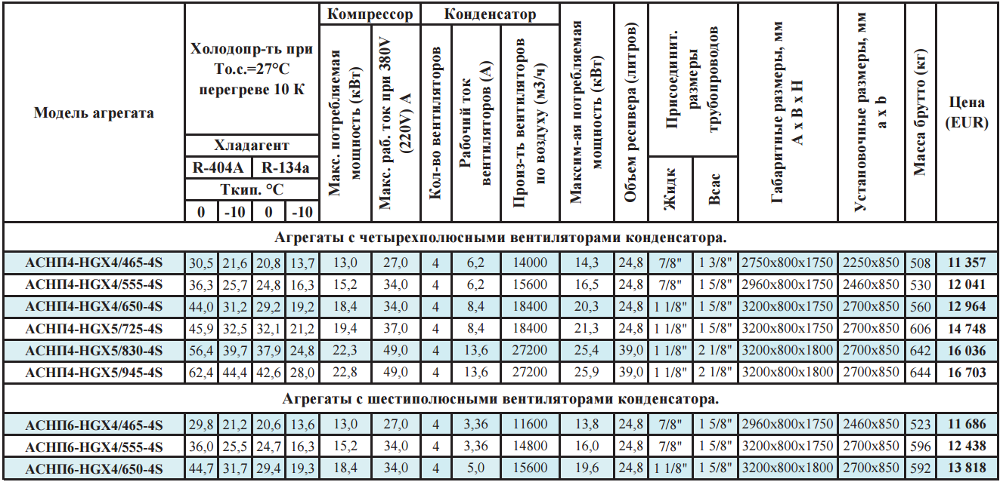 Модель агрегата
Холодопр-ть при
То.с.=27°С
перегреве 10 К
Хладагент
R-404A R-134a
Ткип. °С
0 -10 0 -10
Компрессор
Макс. потребляемая
мощность (кВт)
Макс. раб. ток при 380V
(220V) А
Конденсатор
Кол-во вентиляторов
Рабочий ток
вентиляторов (А)
Произ-ть вентиляторов
по воздуху (м3/ч)
Максим-ая потребляемая
мощность (кВт)
Объем ресивера (литров)
Присоединит.
размеры
трубопроводов
Жидк
Всас
Габаритные размеры, мм
А х В х Н
Установочные размеры, мм
a x b
Масса брутто (кг)
Цена
(EUR)
Агрегаты с четырехполюсными вентиляторами конденсатора.
АСНП4-HGX4/465-4S 30,5 21,6 20,8 13,7 13,0 27,0 4 6,2 14000 14,3 24,8 7/8" 1 3/8" 2750x800x1750 2250x850 508 11 357
АСНП4-HGX4/555-4S 36,3 25,7 24,8 16,3 15,2 34,0 4 6,2 15600 16,5 24,8 7/8" 1 5/8" 2960x800x1750 2460x850 530 12 041
АСНП4-HGX4/650-4S 44,0 31,2 29,2 19,2 18,4 34,0 4 8,4 18400 20,3 24,8 1 1/8" 1 5/8" 3200x800x1750 2700x850 560 12 964
АСНП4-HGX5/725-4S 45,9 32,5 32,1 21,2 19,4 37,0 4 8,4 18400 21,3 24,8 1 1/8" 1 5/8" 3200x800x1750 2700x850 606 14 748
АСНП4-HGX5/830-4S 56,4 39,7 37,9 24,8 22,3 49,0 4 13,6 27200 25,4 39,0 1 1/8" 2 1/8" 3200x800x1800 2700x850 642 16 036
АСНП4-HGX5/945-4S 62,4 44,4 42,6 28,0 22,8 49,0 4 13,6 27200 25,9 39,0 1 1/8" 2 1/8" 3200x800x1800 2700x850 644 16 703
Агрегаты с шестиполюсными вентиляторами конденсатора.
АСНП6-HGX4/465-4S 29,8 21,2 20,6 13,6 13,0 27,0 4 3,36 11600 13,8 24,8 7/8" 1 5/8" 2960x800x1750 2460x850 523 11 686
АСНП6-HGX4/555-4S 36,0 25,5 24,7 16,3 15,2 34,0 4 3,36 14800 16,0 24,8 7/8" 1 5/8" 3200x800x1750 2700x850 596 12 438
АСНП6-HGX4/650-4S 44,7 31,7 29,4 19,3 18,4 34,0 4 5,0 15600 19,6 24,8 1 1/8" 1 5/8" 3200x800x1800 2700x850 592 13 818